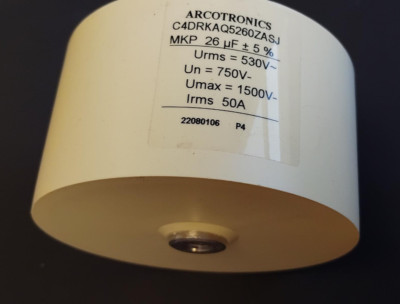 ARCOTRONICS
C4DRKAQ5260ZASJ
MKP 26 µF ± 5 %
Urms = 530V~
Un = 750V-
Umax = 1500V-
Irms 50A
22080106 P4